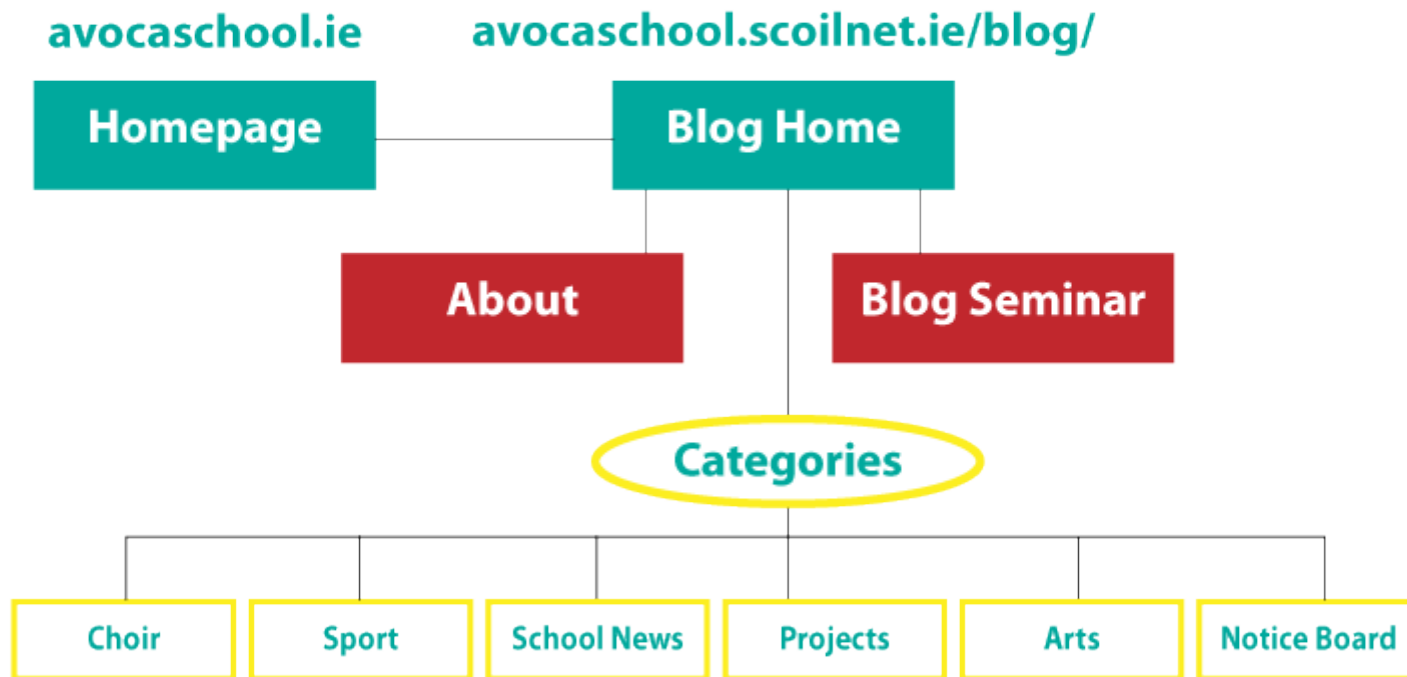 avocaschool.ie
avocaschool.scoilnet.ie/blog/
Homepage
Blog Home
About
Blog Seminar
Categories
Choir
Sport
School News
Projects
Arts
Notice Board